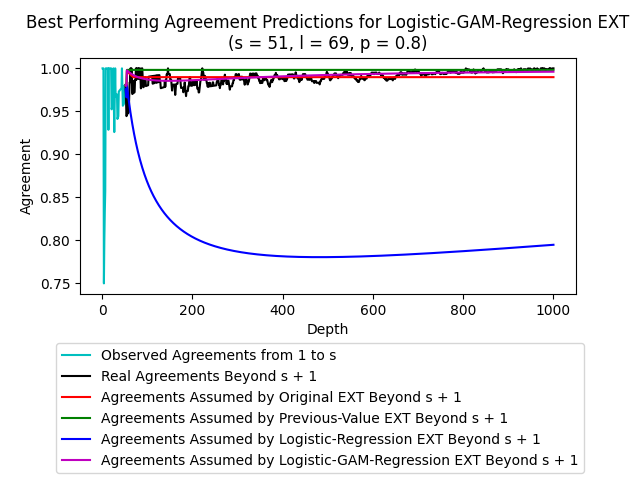 Best Performing Agreement Predictions for Logistic-GAM-Regression EXT
(s = 51, l = 69, p = 0.8)
1.00
0.95
0.90
0.85
0.80
0.75
Agreement
0
200
400
600
800
1000
Depth
Observed Agreements from 1 to s
Real Agreements Beyond s + 1
Agreements Assumed by Original EXT Beyond s + 1
Agreements Assumed by Previous-Value EXT Beyond s + 1
Agreements Assumed by Logistic-Regression EXT Beyond s + 1
Agreements Assumed by Logistic-GAM-Regression EXT Beyond s + 1